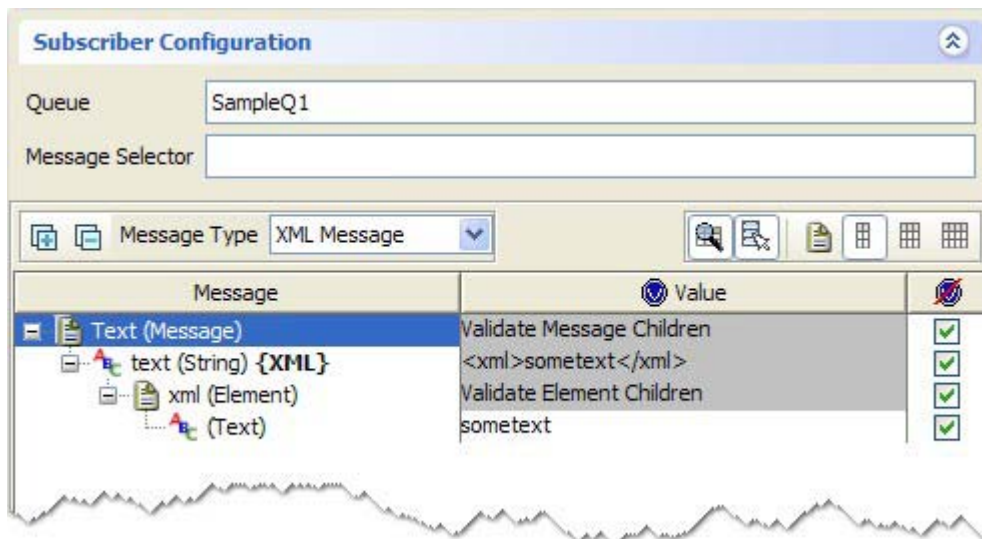 Subscriber Configuration
Queue SampleQ1
Message Selector
Message Type XML Message
Message Value
Text (Message) Validate Message Children
text (String) {XML} <xml>sometext</xml>
xml (Element) Validate Element Children
(Text) sometext